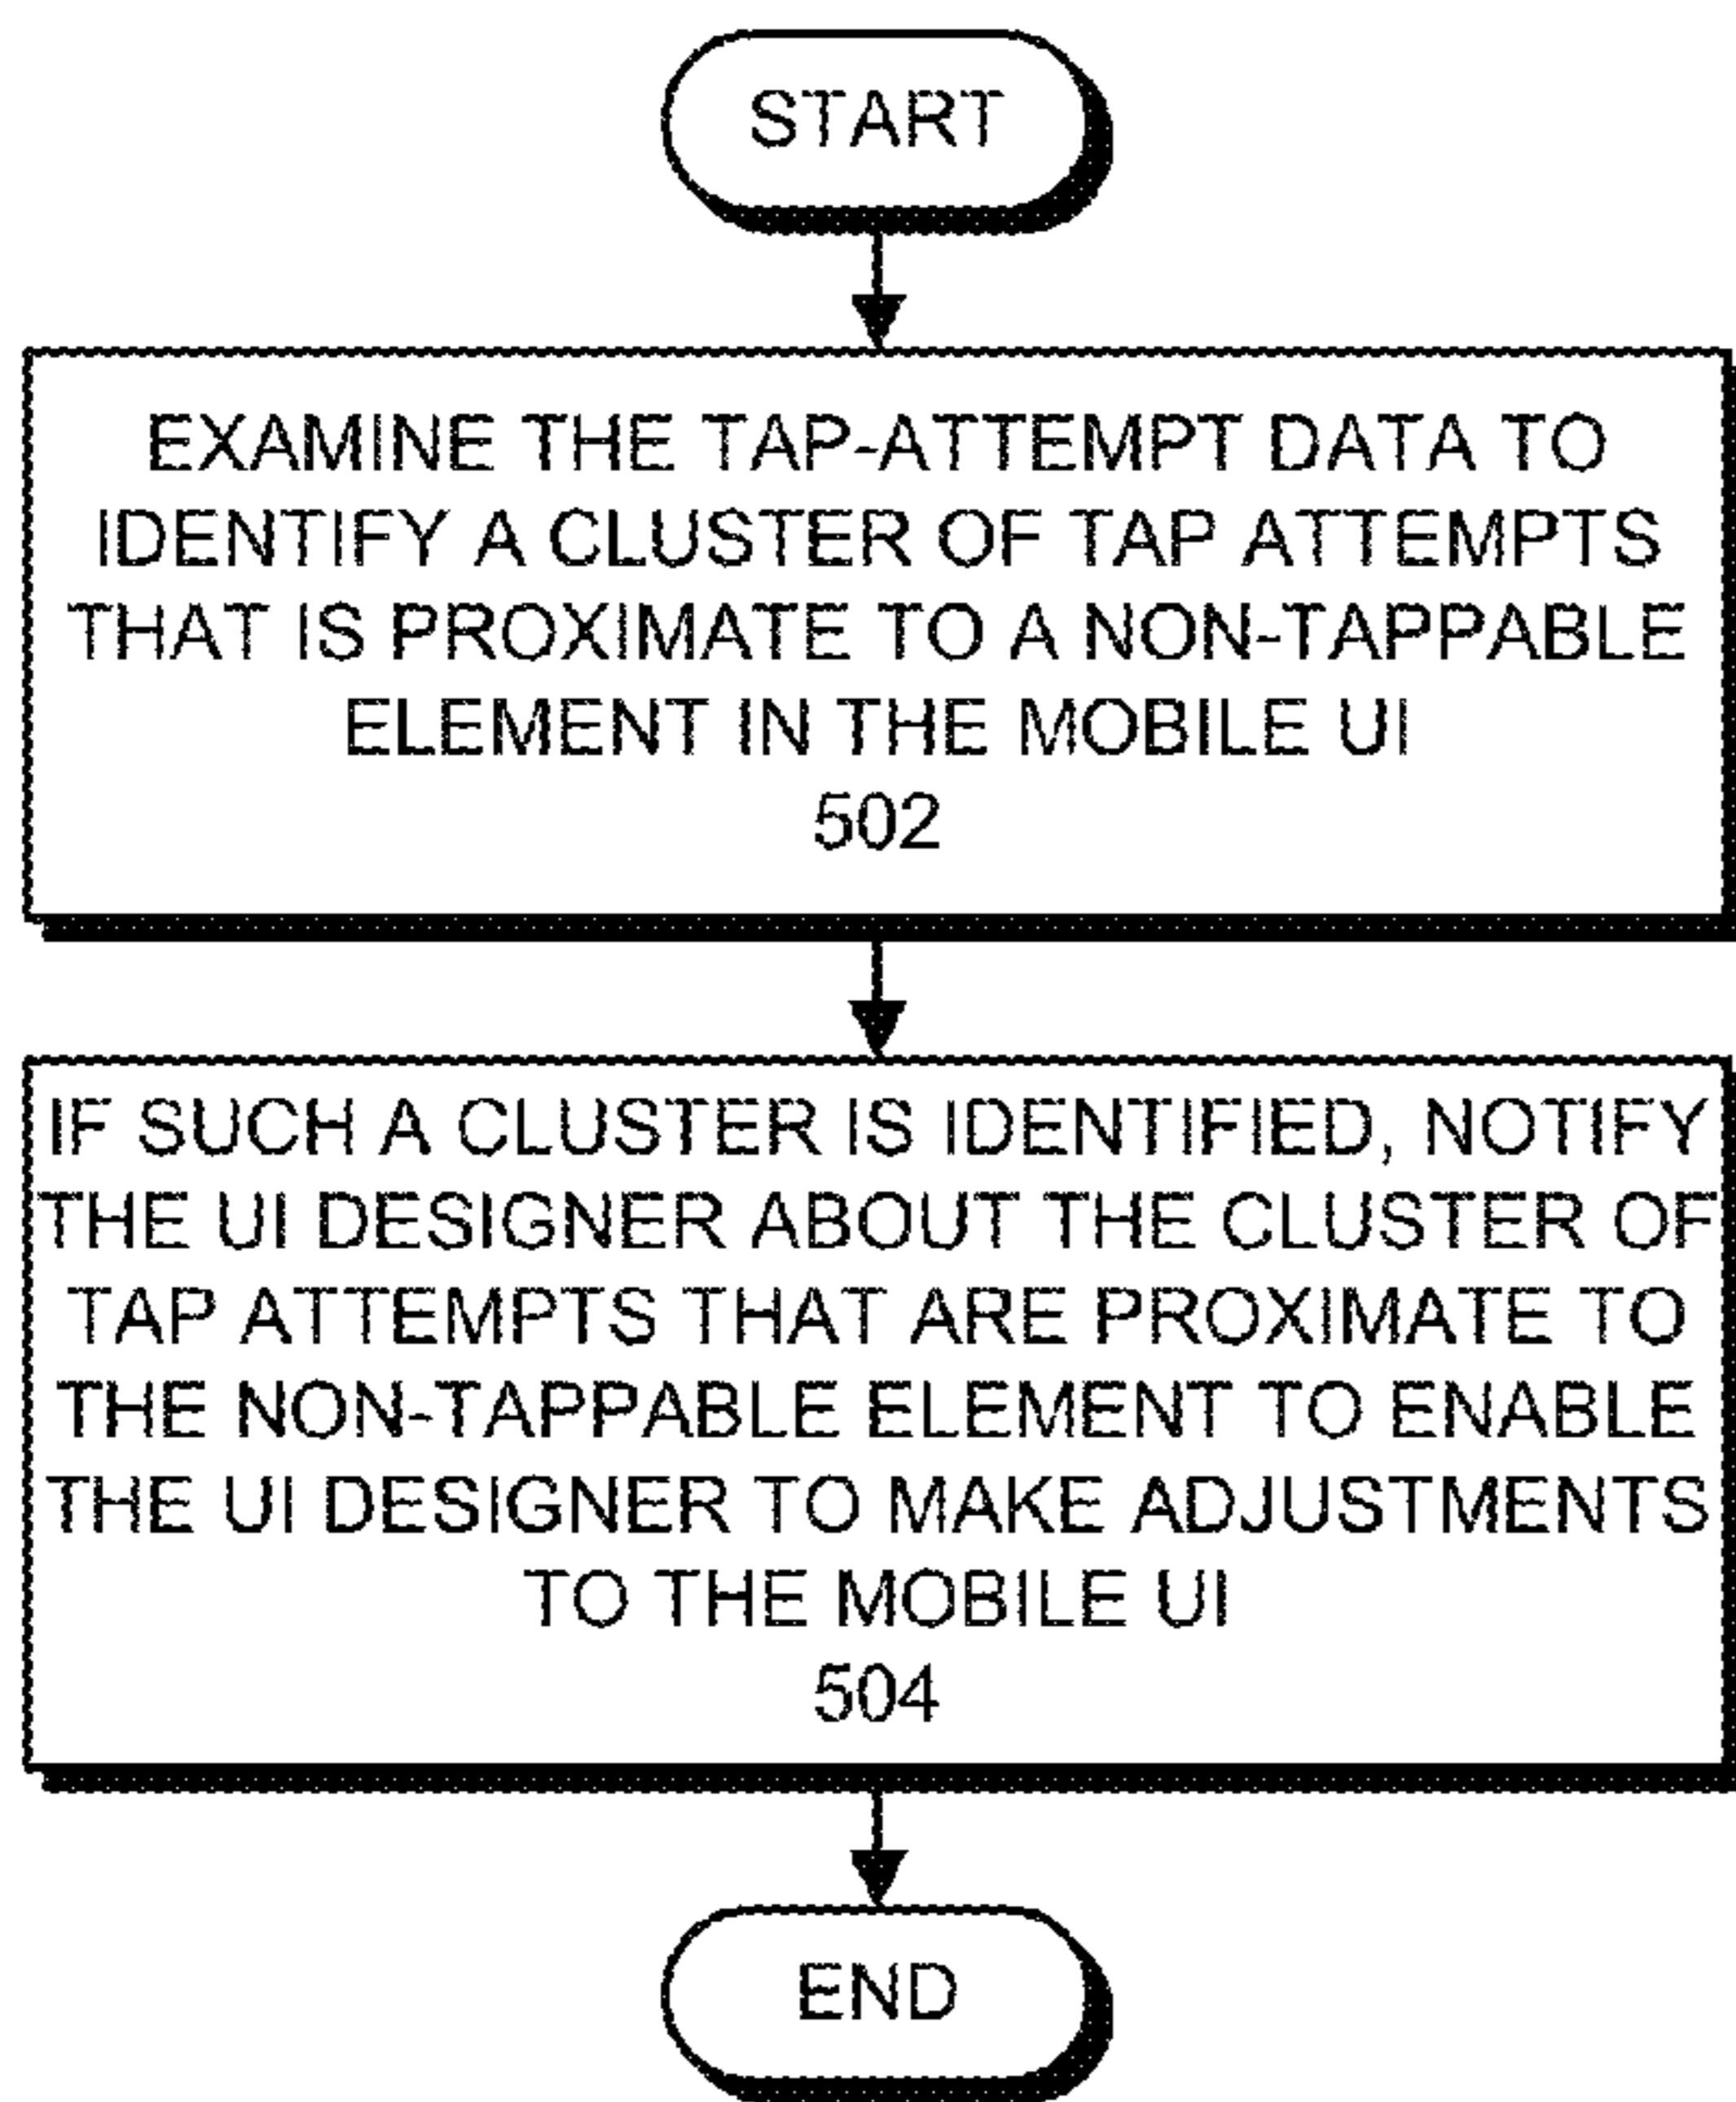 START
EXAMINE THE TAP-ATTEMPT DATA TO
IDENTIFY A CLUSTER OF TAP ATTEMPTS
THAT IS PROXIMATE TO A NON-TAPPABLE
ELEMENT IN THE MOBILE UI
502
IF SUCH A CLUSTER IS IDENTIFIED, NOTIFY
THE UI DESIGNER ABOUT THE CLUSTER OF
TAP ATTEMPTS THAT ARE PROXIMATE TO
THE NON-TAPPABLE ELEMENT TO ENABLE
THE UI DESIGNER TO MAKE ADJUSTMENTS
TO THE MOBILE UI
504
END